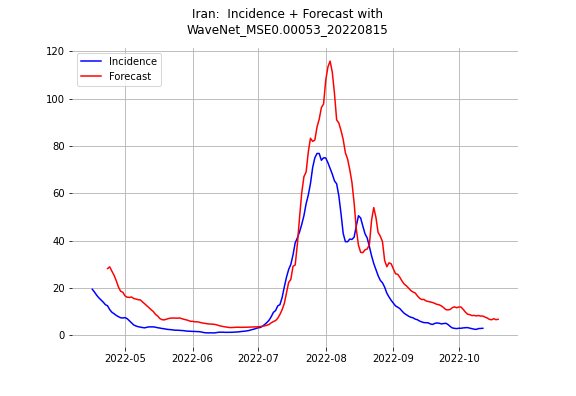 Iran:  Incidence + Forecast with
WaveNet_MSE0.00053_20220815
Incidence
Forecast
120
100
80
60
40
20
0
2022-05 2022-06 2022-07 2022-08 2022-09 2022-10